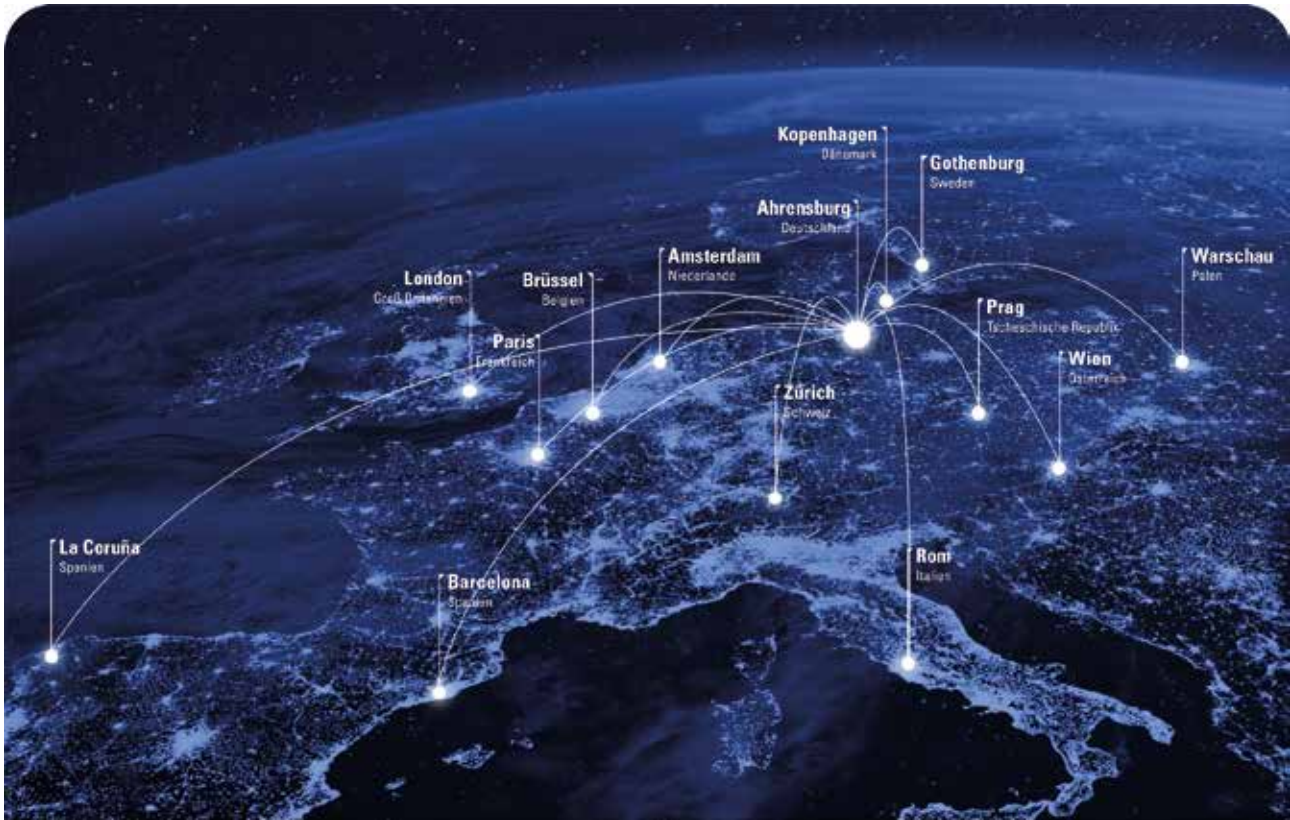 Kopenhagen
Dänemark
Gothenburg
Sweden
Ahrensburg
Deutschland
Amsterdam
Niederlande
Warschau
Polen
London
Groß Britannien
Brüssel
Belgien
Prag
Tscheschische Republik
Paris
Frankreich
Wien
Österreich
Zürich
Schweiz
La Coruña
Spanien
Barcelona
Spanien
Rom
Italien